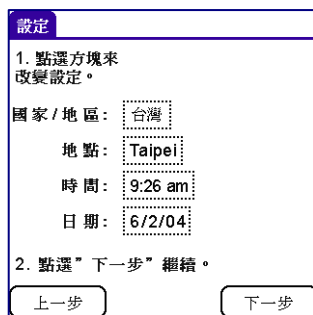 設定
1. 點選方塊來
改變設定。
國家/地區: 台灣
地點: Taipei
時間: 9:26 am
日期: 6/2/04
2. 點選”下一步”繼續。
上一步 下一步